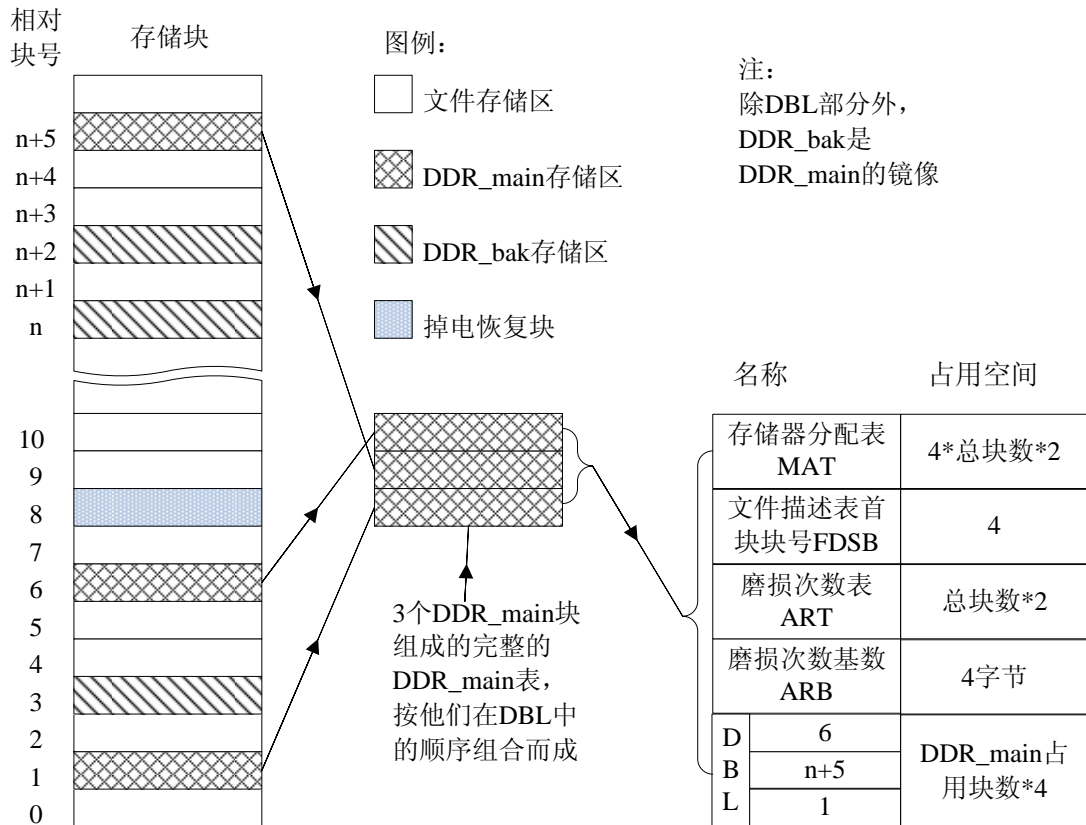 相对
块号
存储块
n+5
n+4
n+3
n+2
n+1
n
10
9
8
7
6
5
4
3
2
1
0
图例：
文件存储区
DDR_main存储区
DDR_bak存储区
掉电恢复块
注：
除DBL部分外，
DDR_bak是
DDR_main的镜像
3个DDR_main块
组成的完整的
DDR_main表，
按他们在DBL中
的顺序组合而成
名称 占用空间
存储器分配表
MAT
4*总块数*2
文件描述表首
块块号FDSB
4
磨损次数表
ART
总块数*2
磨损次数基数
ARB
4字节
D
B
L
6
n+5
1
DDR_main占
用块数*4